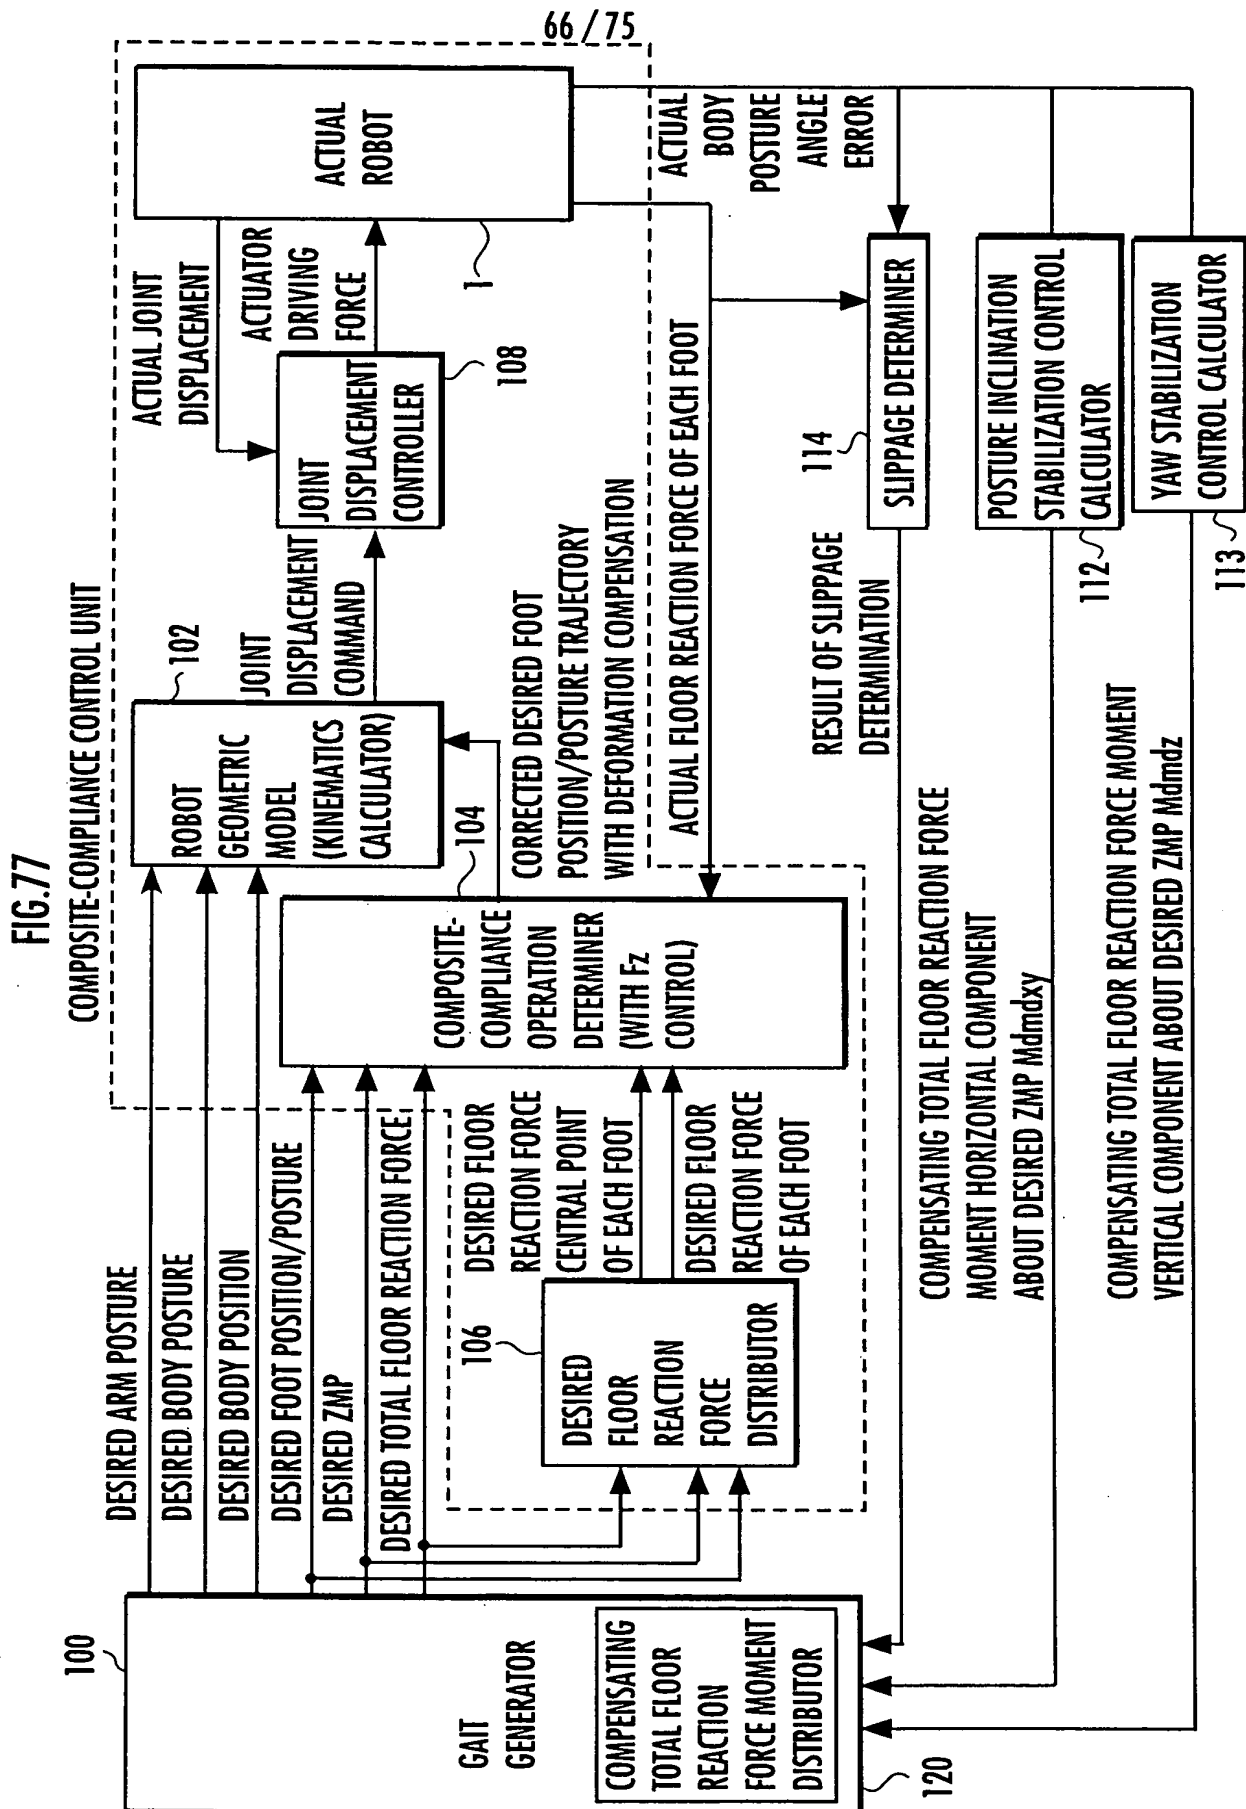 66 / 75
FIG.77
COMPOSITE-COMPLIANCE CONTROL UNIT
100
GAIT
GENERATOR
COMPENSATING
TOTAL FLOOR
REACTION
FORCE MOMENT
DISTRIBUTOR
120
DESIRED ARM POSTURE
DESIRED BODY POSTURE
DESIRED BODY POSITION
DESIRED FOOT POSITION/POSTURE
DESIRED ZMP
DESIRED TOTAL FLOOR REACTION FORCE
106
DESIRED
FLOOR
REACTION
FORCE
DISTRIBUTOR
DESIRED FLOOR
REACTION FORCE
CENTRAL POINT
OF EACH FOOT
DESIRED FLOOR
REACTION FORCE
OF EACH FOOT
COMPOSITE-
COMPLIANCE
OPERATION
DETERMINER
(WITH Fz
CONTROL)
104
ROBOT
GEOMETRIC
MODEL
(KINEMATICS
CALCULATOR)
102
JOINT
DISPLACEMENT
COMMAND
CORRECTED DESIRED FOOT
POSITION/POSTURE TRAJECTORY
WITH DEFORMATION COMPENSATION
JOINT
DISPLACEMENT
CONTROLLER
108
ACTUAL JOINT
DISPLACEMENT
ACTUATOR
DRIVING
FORCE
ACTUAL
ROBOT
1
ACTUAL FLOOR REACTION FORCE OF EACH FOOT
ACTUAL
BODY
POSTURE
ANGLE
ERROR
SLIPPAGE DETERMINER
114
RESULT OF SLIPPAGE
DETERMINATION
POSTURE INCLINATION
STABILIZATION CONTROL
CALCULATOR
112
COMPENSATING TOTAL FLOOR REACTION FORCE
MOMENT HORIZONTAL COMPONENT
ABOUT DESIRED ZMP Mdmdxy
YAW STABILIZATION
CONTROL CALCULATOR
113
COMPENSATING TOTAL FLOOR REACTION FORCE MOMENT
VERTICAL COMPONENT ABOUT DESIRED ZMP Mdmdz